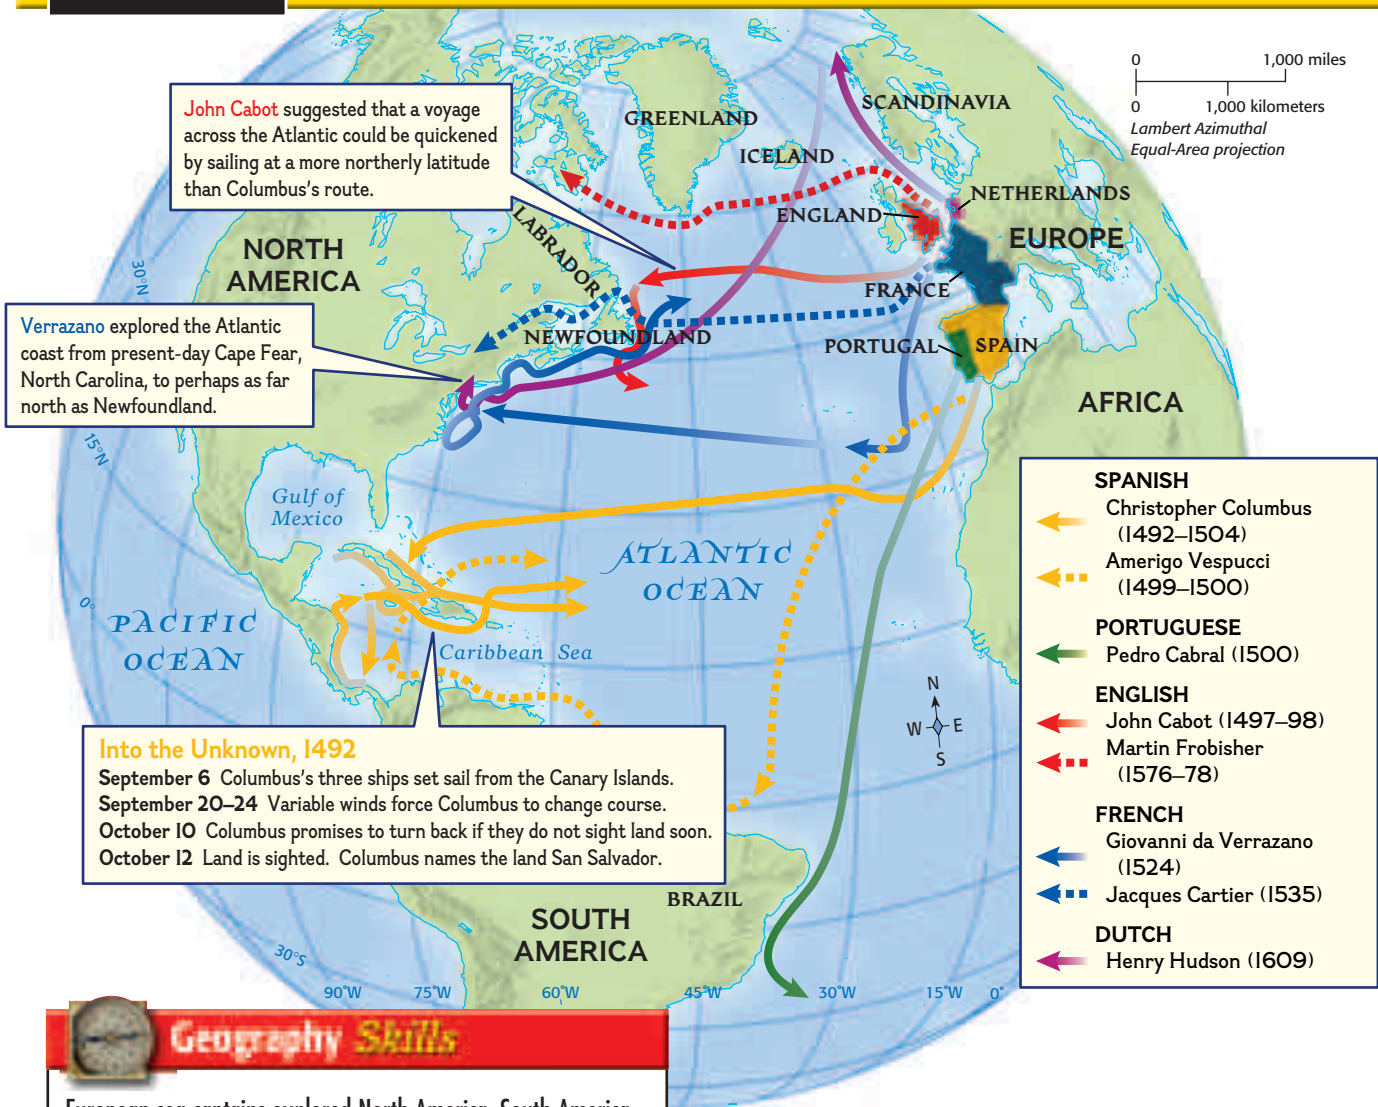 John Cabot suggested that a voyage
across the Atlantic could be quickened
by sailing at a more northerly latitude
than Columbus's route.
0 1,000 miles
0 1,000 kilometers
Lambert Azimuthal
Equal-Area projection
GREENLAND
SCANDINAVIA
ICELAND
NETHERLANDS
ENGLAND
EUROPE
LABRADOR
NORTH
AMERICA
30°N
FRANCE
Verrazano explored the Atlantic
coast from present-day Cape Fear,
North Carolina, to perhaps as far
north as Newfoundland.
NEWFOUNDLAND
PORTUGAL
SPAIN
AFRICA
15°N
Gulf of
Mexico
ATLANTIC
OCEAN
0°
PACIFIC
OCEAN
Caribbean Sea
N
W E
S
SPANISH
Christopher Columbus
(1492–1504)
Amerigo Vespucci
(1499–1500)
PORTUGUESE
Pedro Cabral (1500)
ENGLISH
John Cabot (1497–98)
Martin Frobisher
(1576–78)
FRENCH
Giovanni da Verrazano
(1524)
Jacques Cartier (1535)
DUTCH
Henry Hudson (1609)
Into the Unknown, 1492
September 6 Columbus's three ships set sail from the Canary Islands.
September 20–24 Variable winds force Columbus to change course.
October 10 Columbus promises to turn back if they do not sight land soon.
October 12 Land is sighted. Columbus names the land San Salvador.
BRAZIL
SOUTH
AMERICA
30°S
90°W 75°W 60°W 45°W 30°W 15°W 0°
Geography Skills
European sea captains explored North America, South America